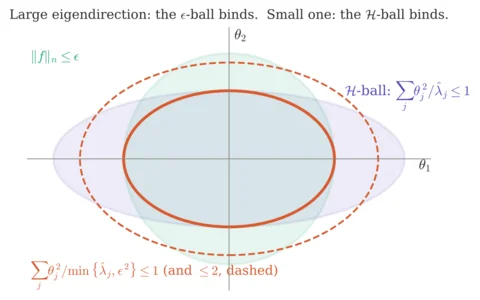 Large eigendirection: the ϵ-ball binds.  Small one: the ℋ-ball binds.
θ₂
‖f‖ₙ ≤ ϵ
ℋ-ball: ∑ⱼ θⱼ²/λ̂ⱼ ≤ 1
θ₁
∑ⱼ θⱼ²/min {λ̂ⱼ, ϵ²} ≤ 1 (and ≤ 2, dashed)